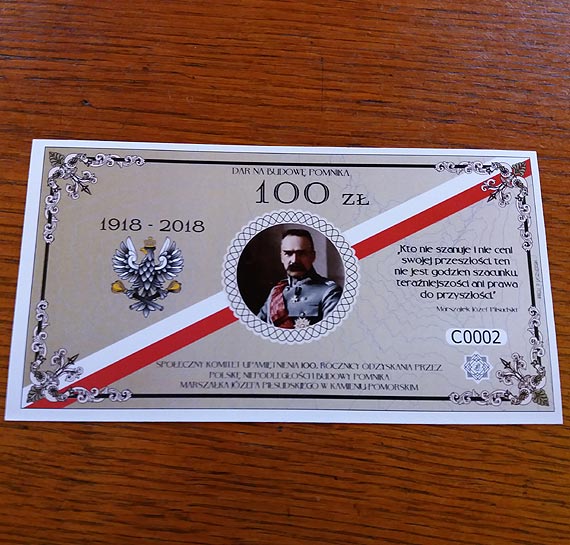 DAR NA BUDOWĘ POMNIKA
100 ZŁ
1918 - 2018
„Kto nie szanuje i nie ceni
swojej przeszłości, ten
nie jest godzien szacunku,
teraźniejszości ani prawa
do przyszłości."
Marszałek Józef Piłsudski
C0002
SPOŁECZNY KOMITET UPAMIĘTNIENIA 100. ROCZNICY ODZYSKANIA PRZEZ
POLSKĘ NIEPODLEGŁOŚCI I BUDOWY POMNIKA
MARSZAŁKA JÓZEFA PIŁSUDSKIEGO W KAMIENIU POMORSKIM